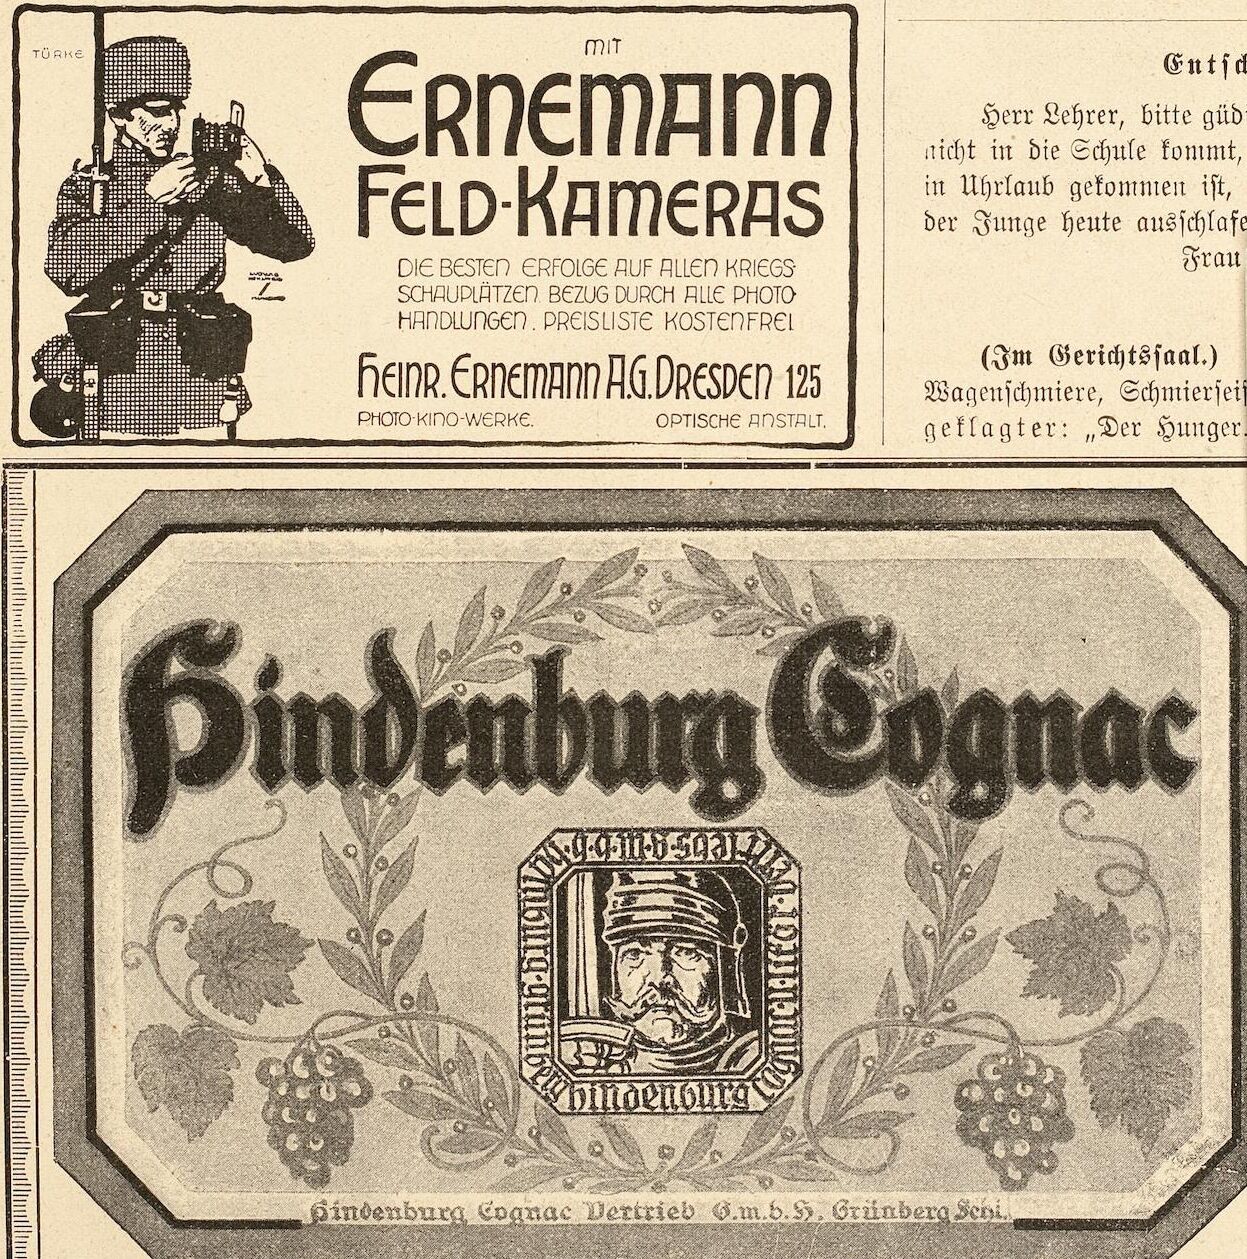 TÜRKE
MIT
ERNEMANN
FELD-KAMERAS
DIE BESTEN ERFOLGE AUF ALLEN KRIEGS-
SCHAUPLÄTZEN. BEZUG DURCH ALLE PHOTO-
HANDLUNGEN. PREISLISTE KOSTENFREI
HEINR. ERNEMANN A.G. DRESDEN 125
PHOTO-KINO-WERKE. OPTISCHE ANSTALT.
Entsch
Herr Lehrer, bitte güd
nicht in die Schule kommt,
in Uhrlaub gekommen ist,
der Junge heute ausschlafe
Frau
(Im Gerichtssaal.)
Wagenschmiere, Schmierseif
geklagter: „Der Hunger.
Hindenburg Cognac
hindenburg cognac
Hindenburg Cognac Vertrieb G.m.b.H., Grünberg Schl.